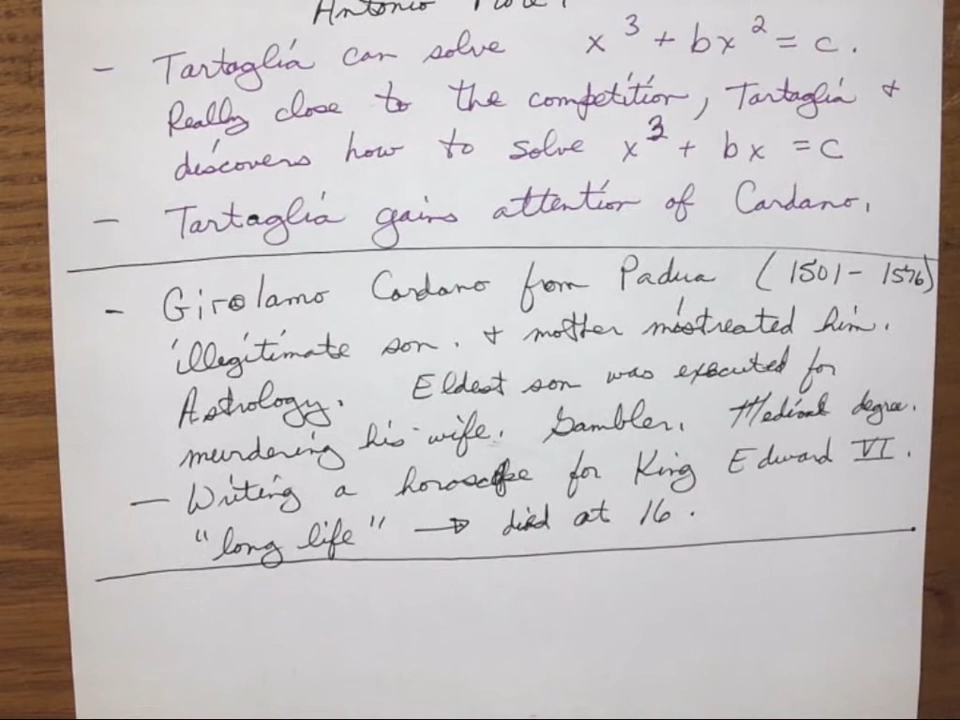 Antonio
- Tartaglia can solve x³ + bx² = c.
Really close to the competition, Tartaglia +
discovers how to solve x³ + bx = c
- Tartaglia gains attention of Cardano.
- Girolamo Cardano from Padua (1501 - 1576)
illegitimate son. + mother mistreated him.
Astrology. Eldest son was executed for
murdering his wife. Gambler. Medical degree.
- Writing a horoscope for King Edward VI.
"long life" → died at 16.